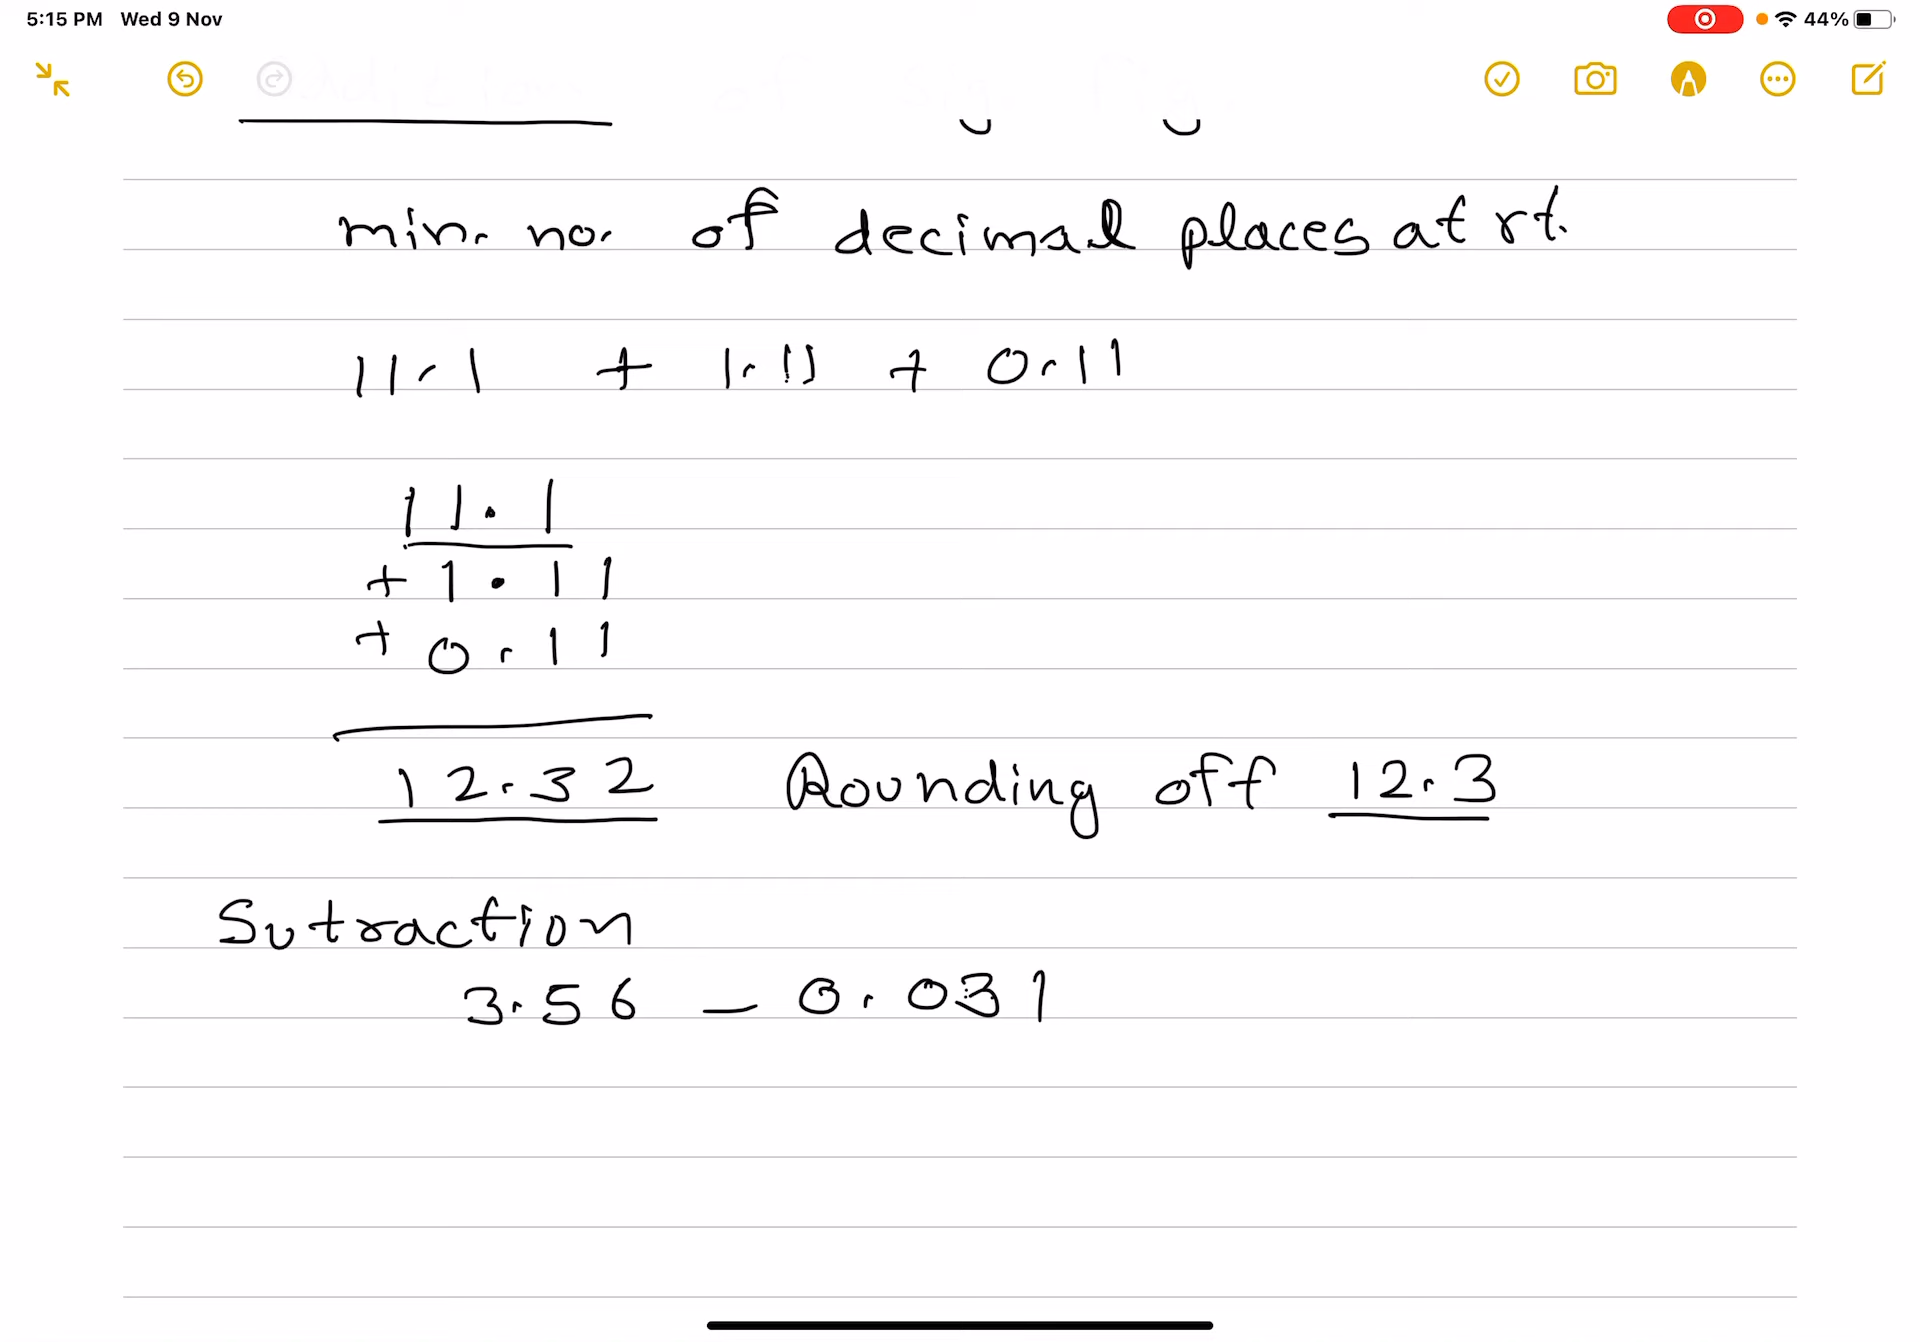 5:15 PM Wed 9 Nov 44%
min. no. of decimal places at rt.
11.1 + 1.11 + 0.11
11.1
+ 1.11
+ 0.11
12.32 Rounding off 12.3
Sutraction
3.56 - 0.031